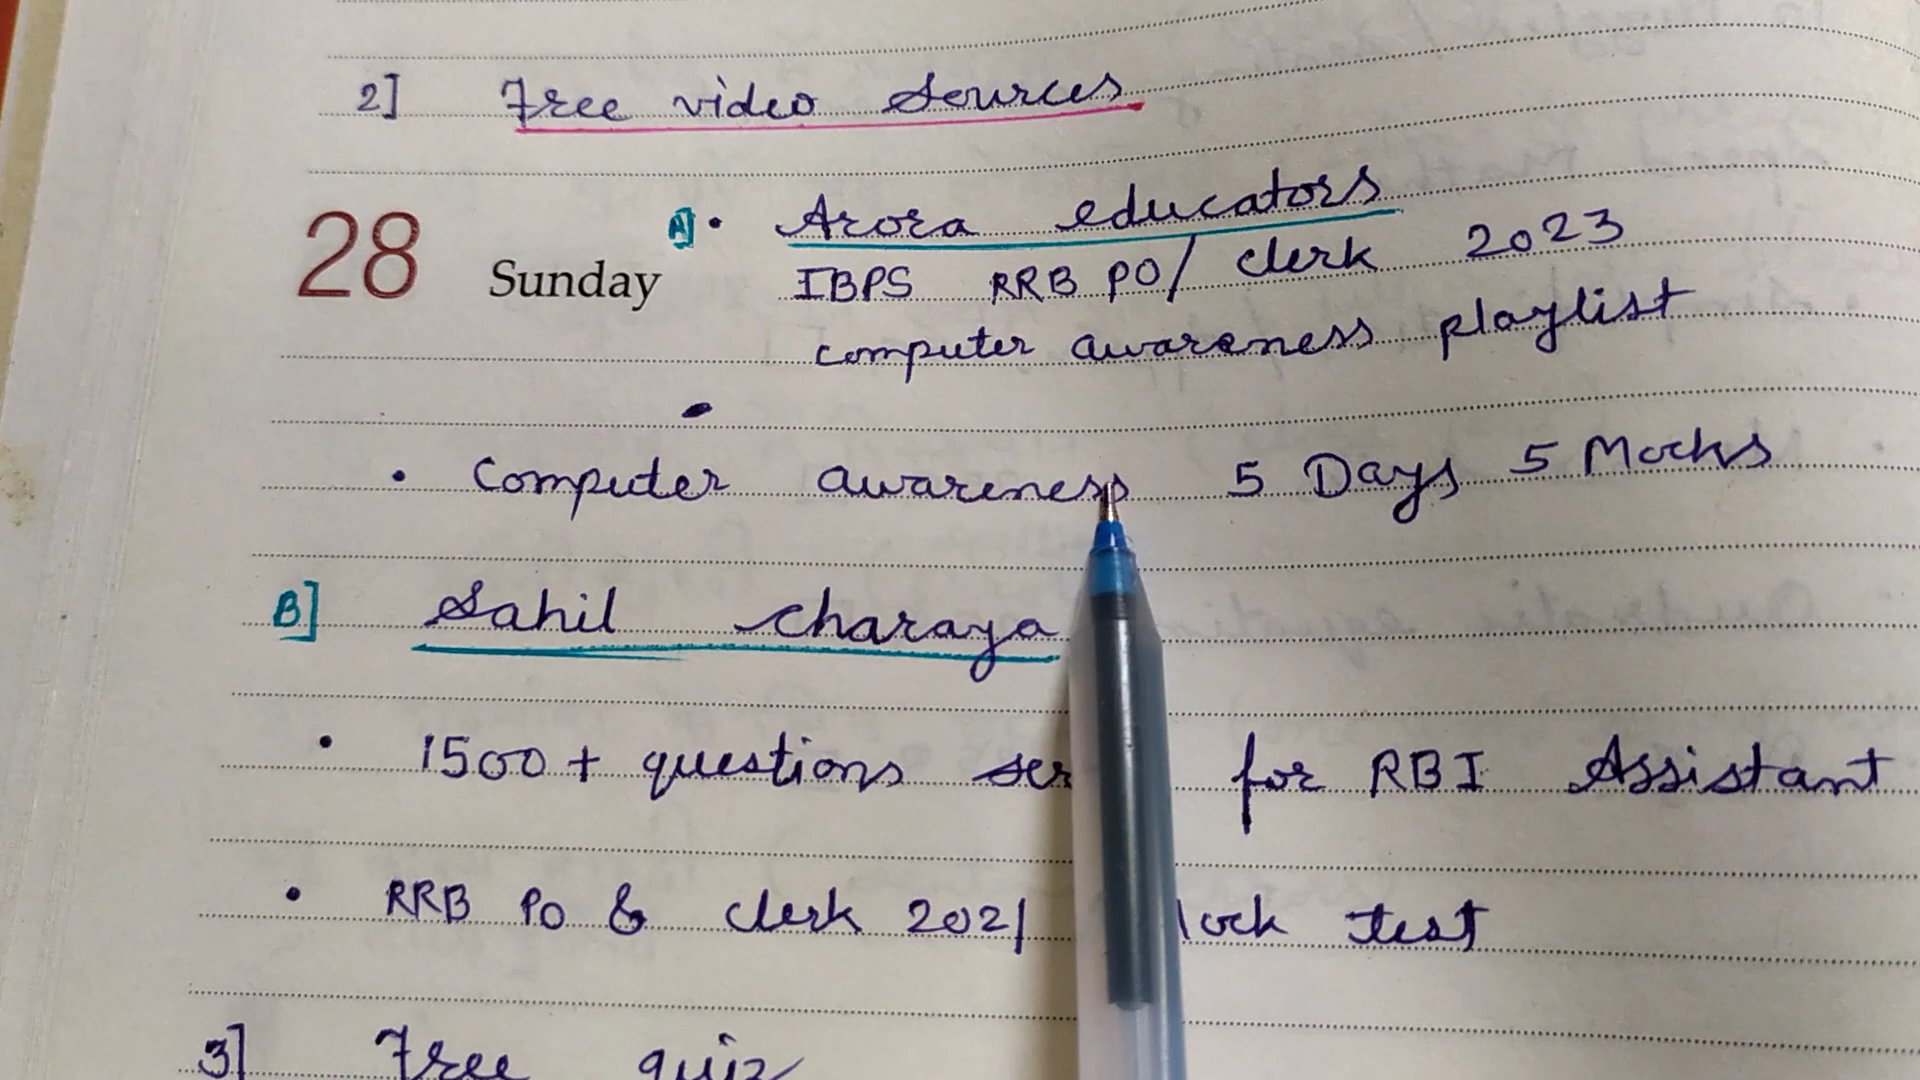 2] Free video sources
A] • Arora educators
28 Sunday
IBPS RRB PO/ clerk 2023
computer awareness playlist
• Computer awareness 5 Days 5 Mocks
B] Sahil charaya
• 1500+ questions for RBI Assistant
• RRB PO & clerk 2021 test
3] Free quiz